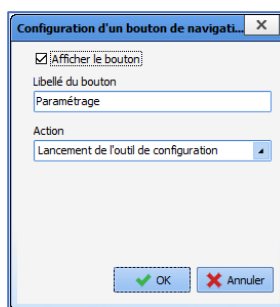 Configuration d'un bouton de navigati...
Afficher le bouton
Libellé du bouton
Paramétrage
Action
Lancement de l'outil de configuration
OK
Annuler